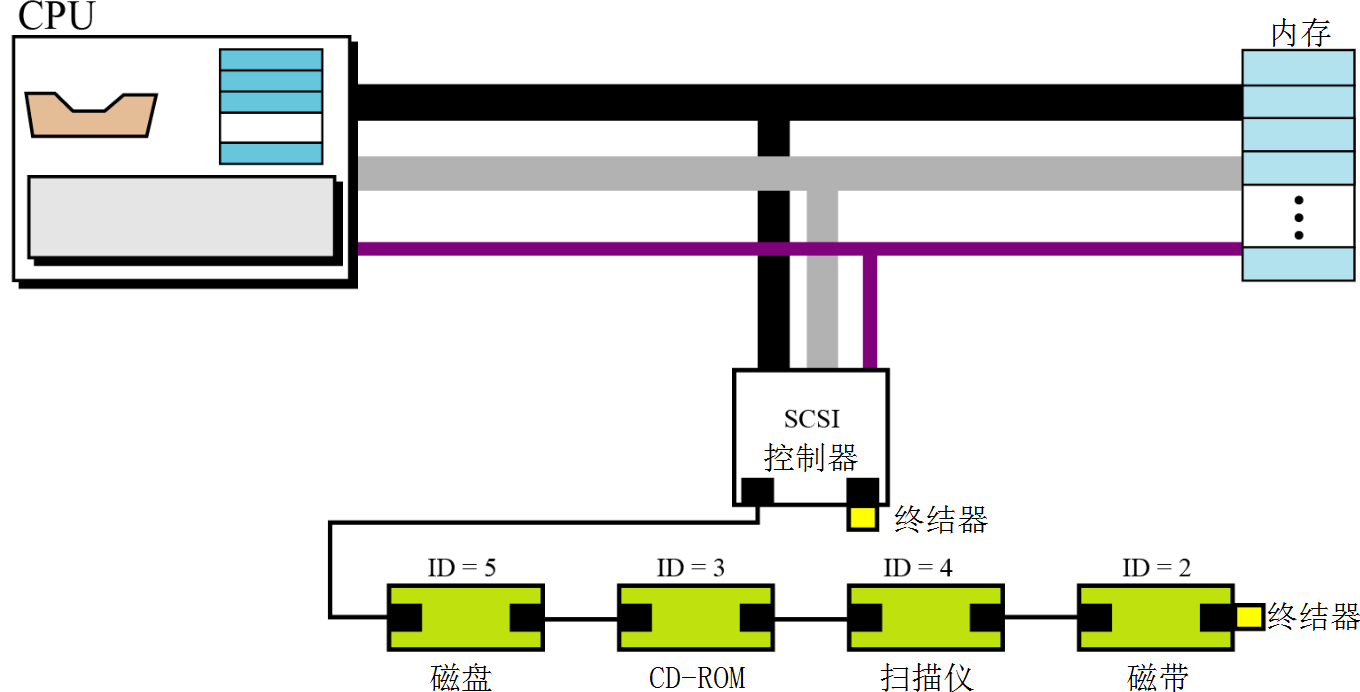 CPU
内存
SCSI
控制器
终结器
ID = 5
ID = 3
ID = 4
ID = 2
终结器
磁盘
CD-ROM
扫描仪
磁带